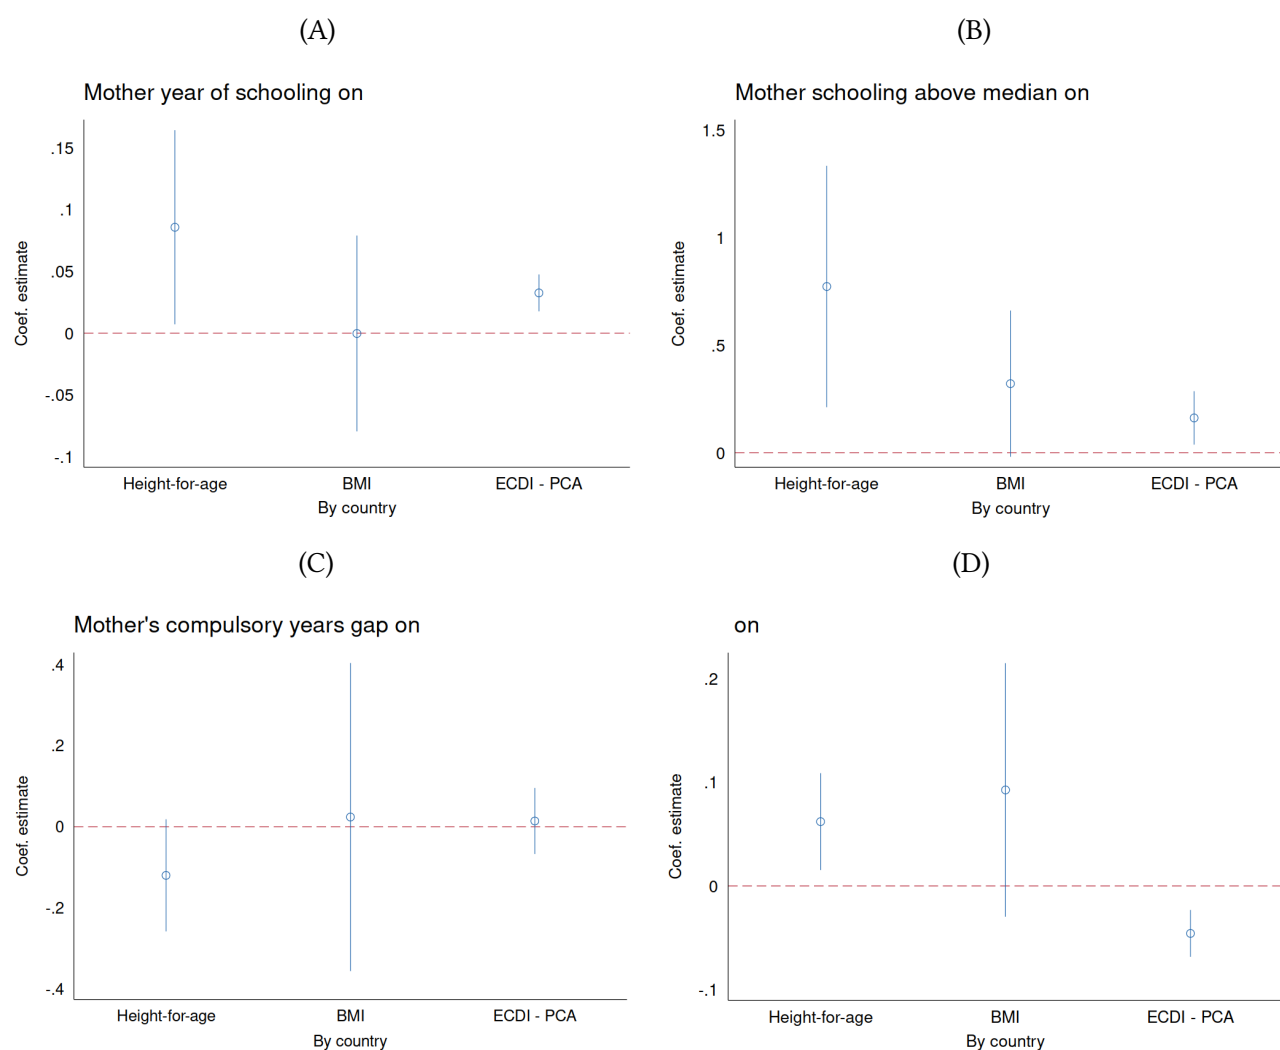 (A)
Mother year of schooling on
Coef. estimate
.15
.1
.05
0
-.05
-.1
Height-for-age BMI ECDI - PCA
By country
(B)
Mother schooling above median on
Coef. estimate
1.5
1
.5
0
Height-for-age BMI ECDI - PCA
By country
(C)
Mother's compulsory years gap on
Coef. estimate
.4
.2
0
-.2
-.4
Height-for-age BMI ECDI - PCA
By country
(D)
on
Coef. estimate
.2
.1
0
-.1
Height-for-age BMI ECDI - PCA
By country